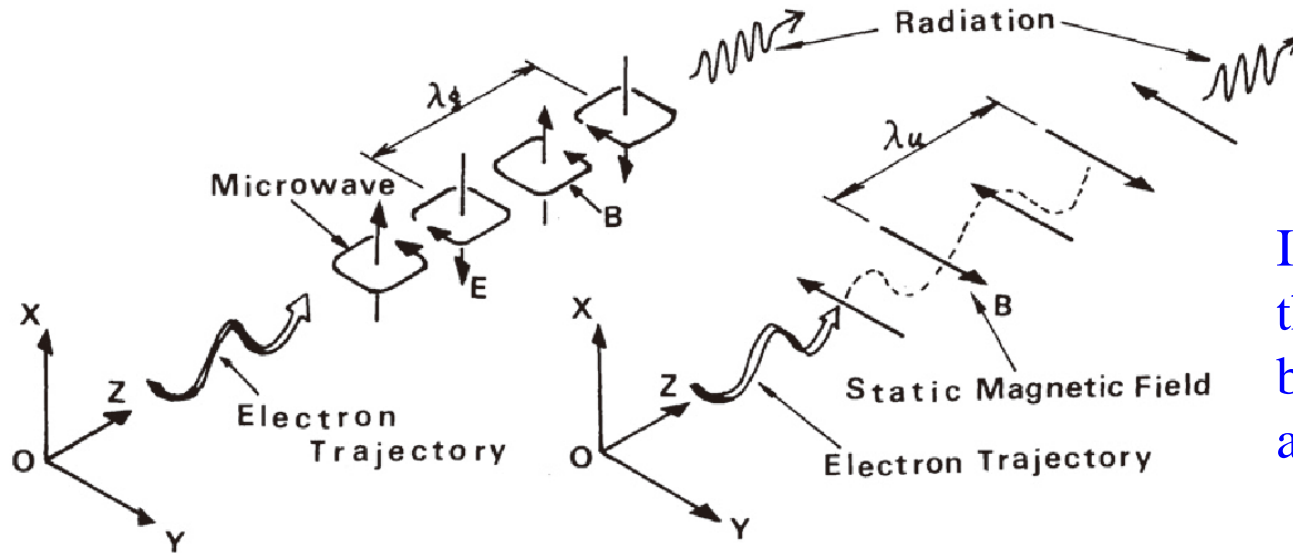 Radiation
λg
λu
Microwave
B
E
X
Z
O
Y
Electron
Trajectory
B
X
Z
O
Y
Static Magnetic Field
Electron Trajectory